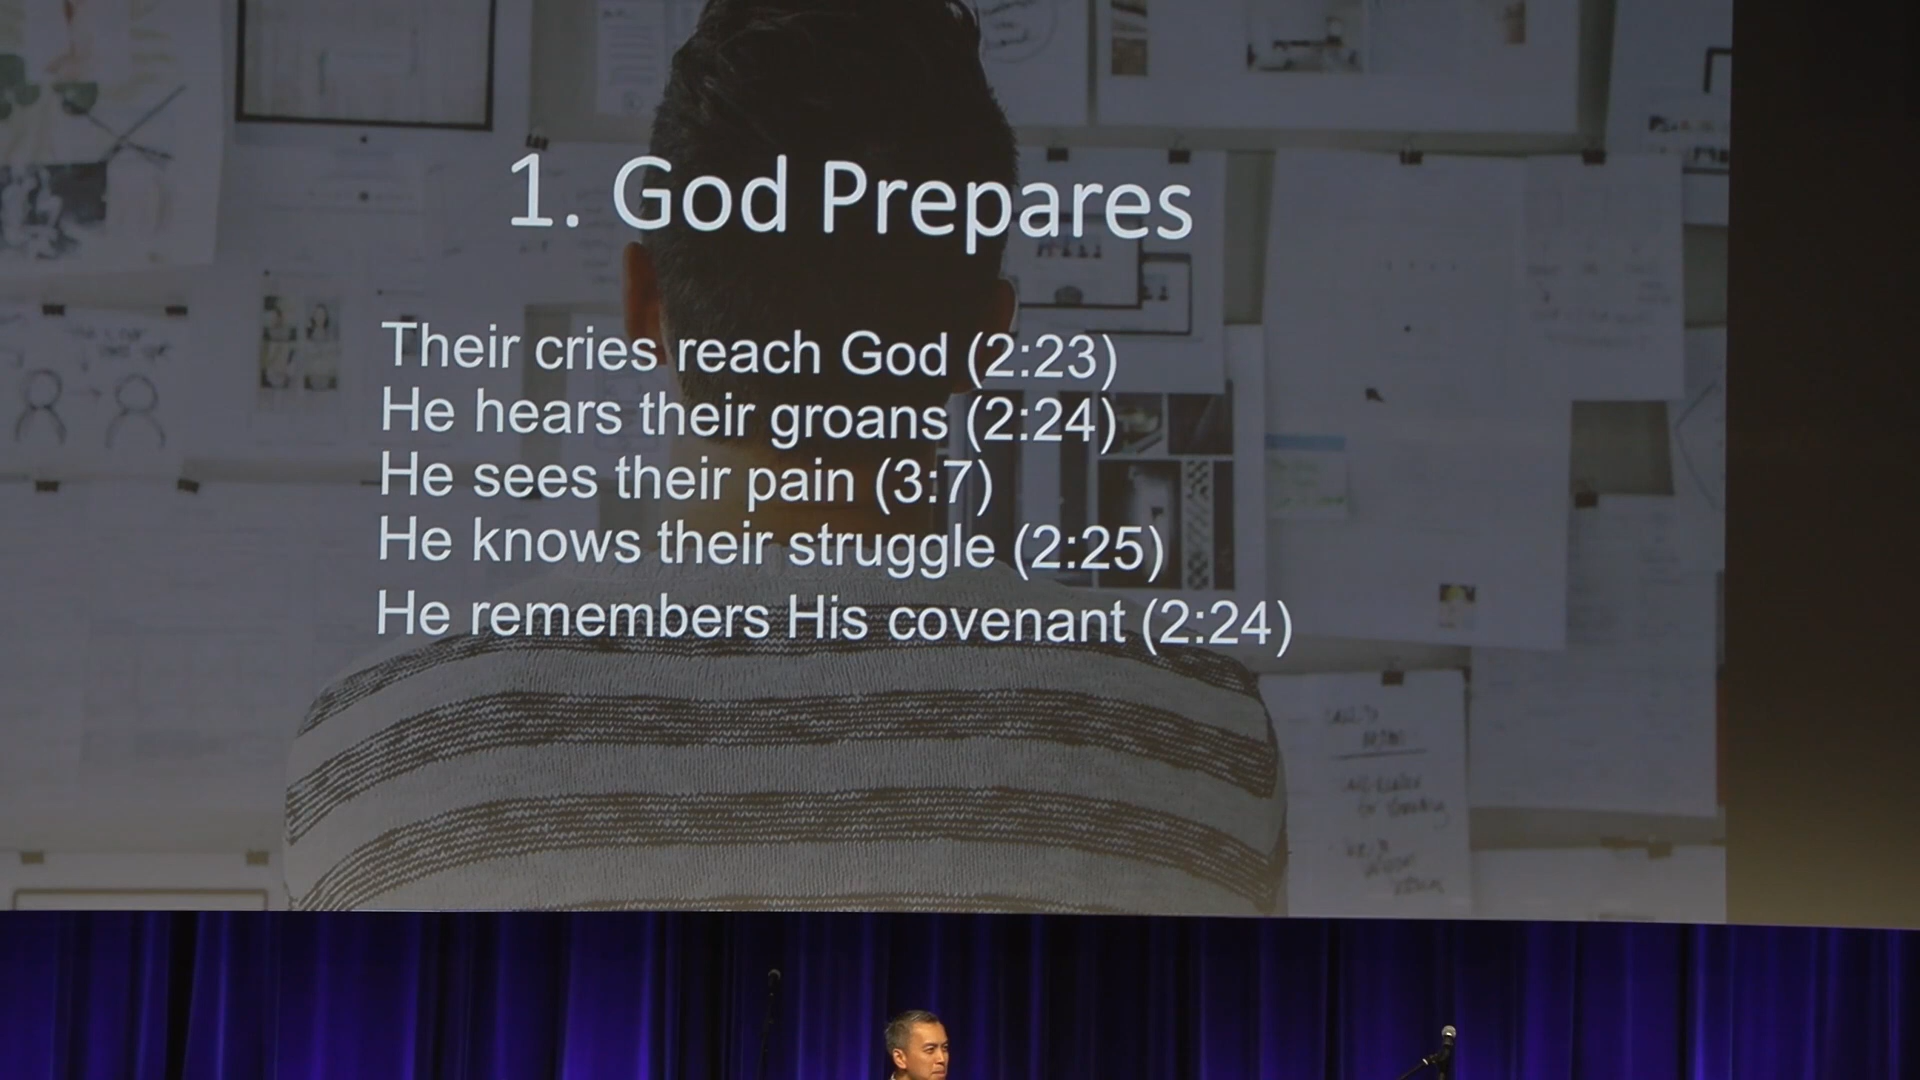 1. God Prepares
Their cries reach God (2:23)
He hears their groans (2:24)
He sees their pain (3:7)
He knows their struggle (2:25)
He remembers His covenant (2:24)